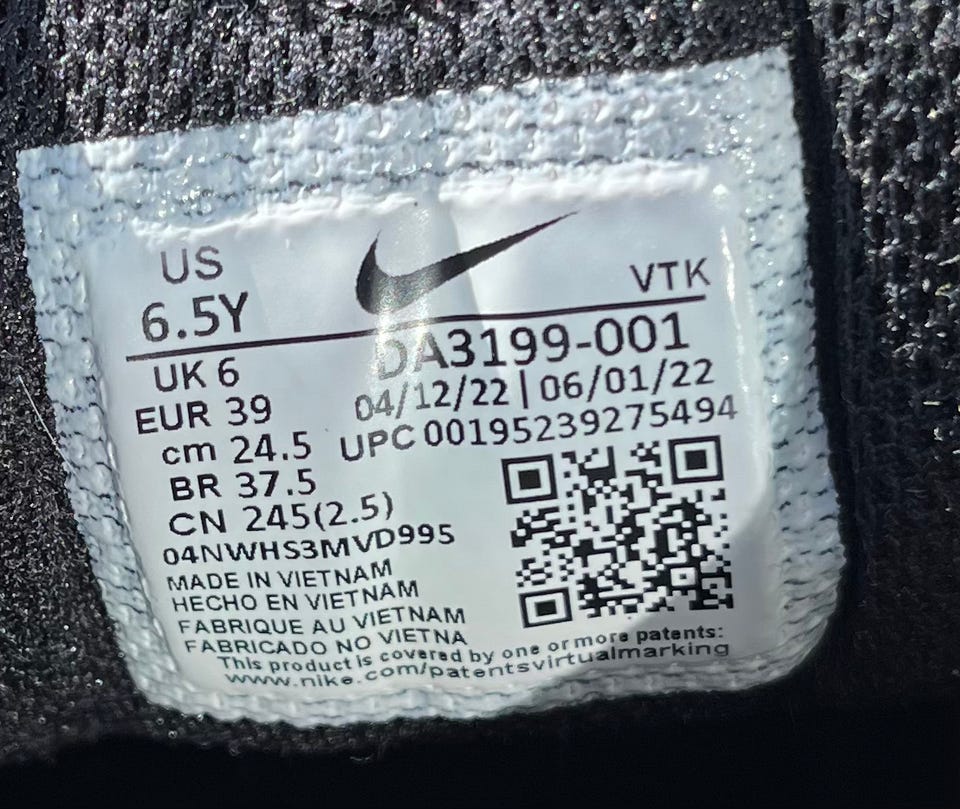 US
6.5Y
VTK
UK 6
EUR 39
cm 24.5
BR 37.5
CN 245(2.5)
DA3199-001
04/12/22 | 06/01/22
UPC 00195239275494
04NWHS3MVD995
MADE IN VIETNAM
HECHO EN VIETNAM
FABRIQUE AU VIETNAM
FABRICADO NO VIETNA
This product is covered by one or more patents:
www.nike.com/patentsvirtualmarking